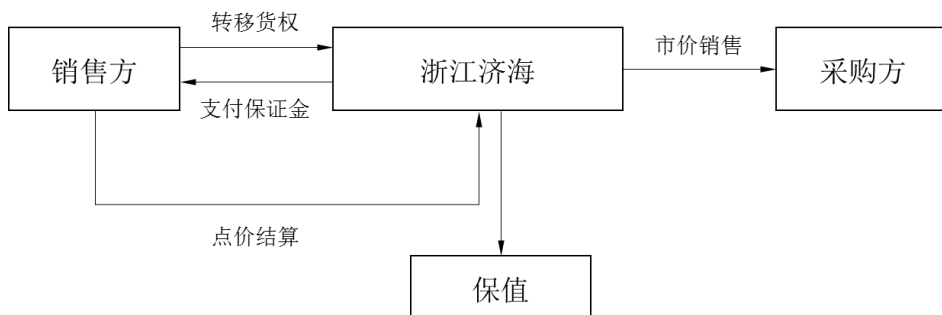 转移货权
销售方
浙江济海
市价销售
采购方
支付保证金
点价结算
保值